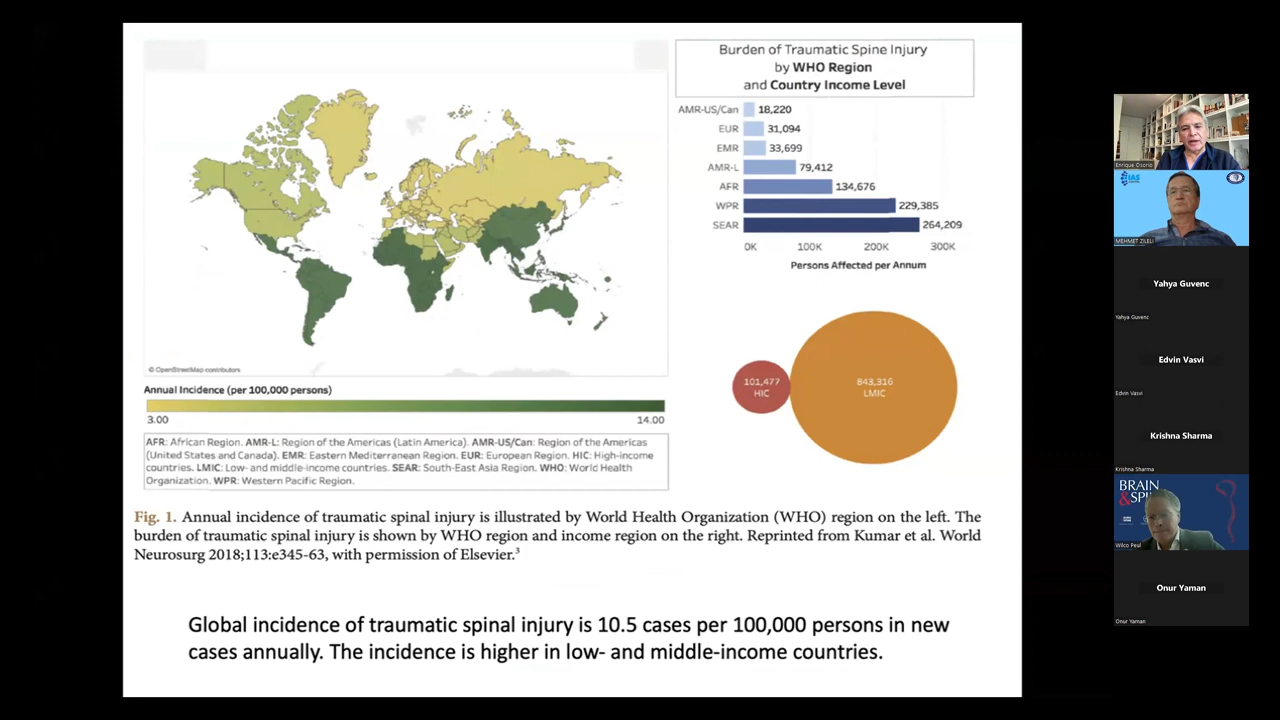 Burden of Traumatic Spine Injury
by WHO Region
and Country Income Level
AMR-US/Can 18,220
EUR 31,094
EMR 33,699
AMR-L 79,412
AFR 134,676
WPR 229,385
SEAR 264,209
0K 100K 200K 300K
Persons Affected per Annum
101,477
HIC
843,316
LMIC
© OpenStreetMap contributors
Annual Incidence (per 100,000 persons)
3.00 14.00
AFR: African Region. AMR-L: Region of the Americas (Latin America). AMR-US/Can: Region of the Americas
(United States and Canada). EMR: Eastern Mediterranean Region. EUR: European Region. HIC: High-income
countries. LMIC: Low- and middle-income countries. SEAR: South-East Asia Region. WHO: World Health
Organization. WPR: Western Pacific Region.
Fig. 1. Annual incidence of traumatic spinal injury is illustrated by World Health Organization (WHO) region on the left. The
burden of traumatic spinal injury is shown by WHO region and income region on the right. Reprinted from Kumar et al. World
Neurosurg 2018;113:e345-63, with permission of Elsevier.³
Global incidence of traumatic spinal injury is 10.5 cases per 100,000 persons in new
cases annually. The incidence is higher in low- and middle-income countries.
Enrique Osorio
IAS
MEHMET ZILELI
Yahya Guvenc
Yahya Guvenc
Edvin Vasvi
Edvin Vasvi
Krishna Sharma
Krishna Sharma
BRAIN
&SPI
Wilco Peul
Onur Yaman
Onur Yaman